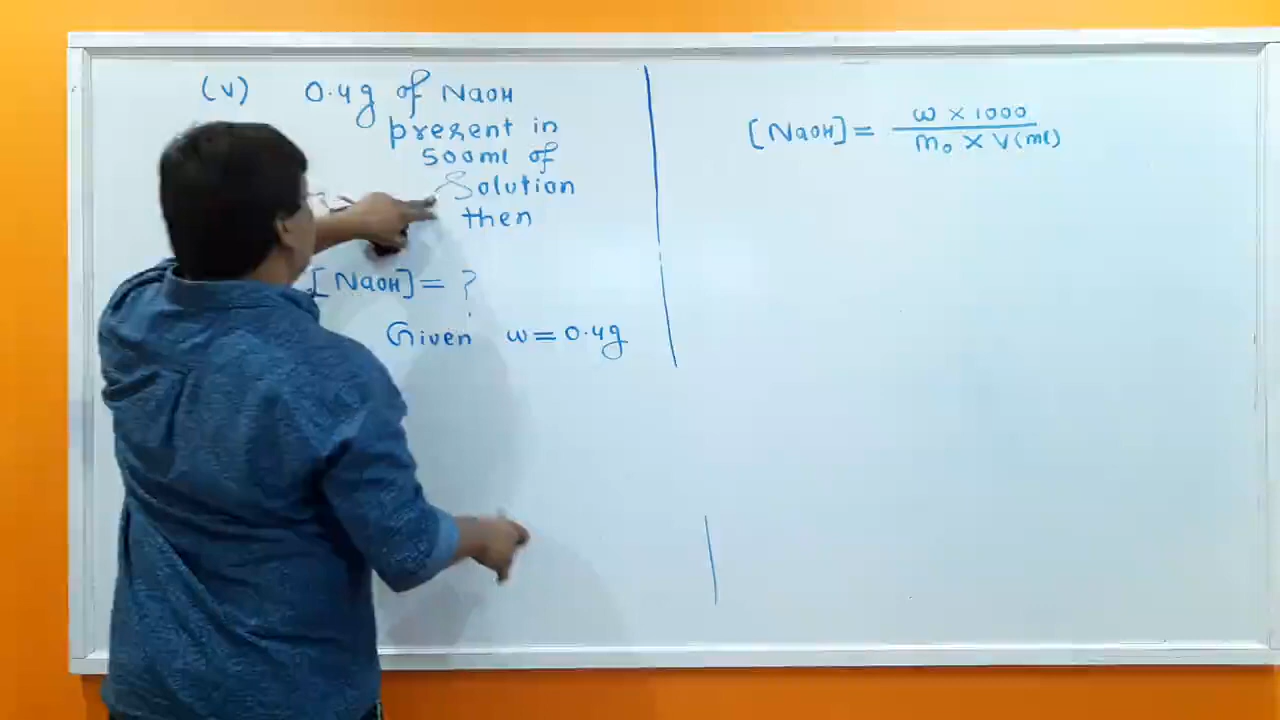 (v) 0.4g of NaOH
present in
500ml of
Solution
then
[NaOH] = ?
Given w = 0.4g
[NaOH] = w × 1000
m₀ × V(ml)